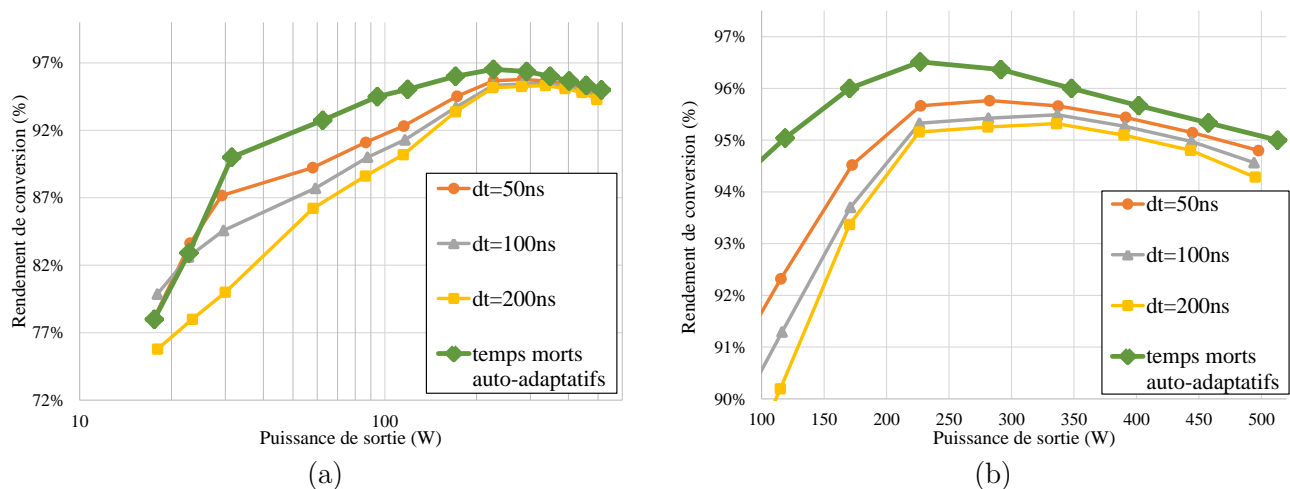 97%
92%
87%
82%
77%
72%
10
100
Rendement de conversion (%)
Puissance de sortie (W)
dt=50ns
dt=100ns
dt=200ns
temps morts
auto-adaptatifs
(a)
97%
96%
95%
94%
93%
92%
91%
90%
100
150
200
250
300
350
400
450
500
Rendement de conversion (%)
Puissance de sortie (W)
dt=50ns
dt=100ns
dt=200ns
temps morts
auto-adaptatifs
(b)